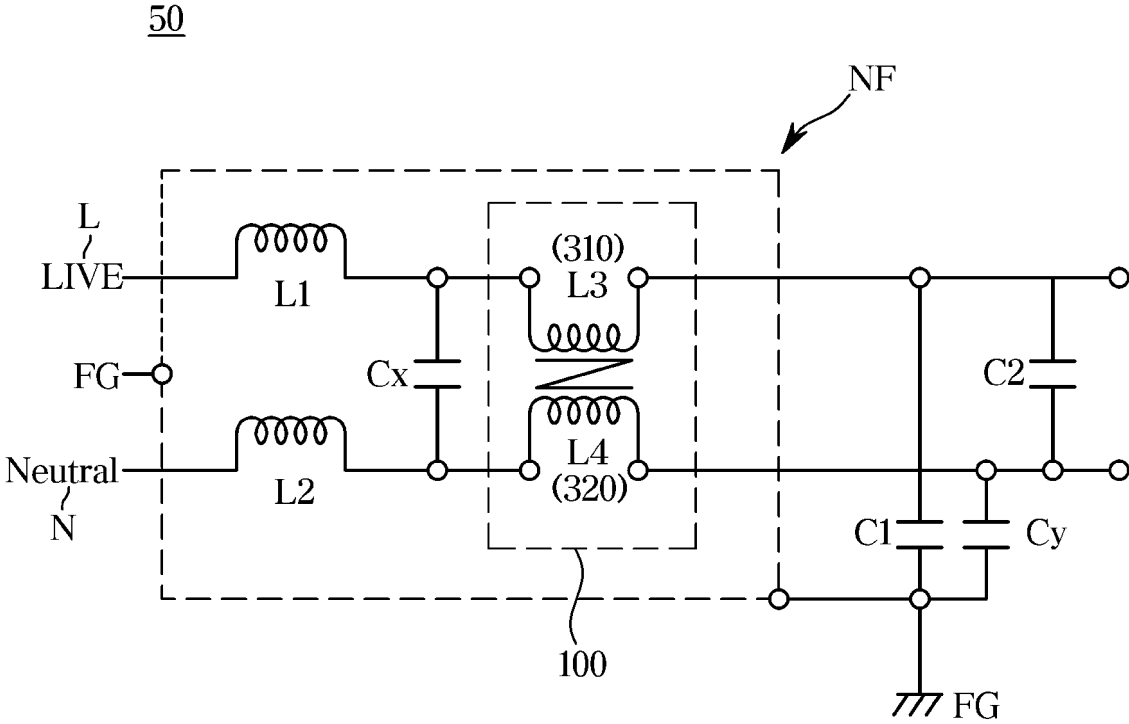 50
NF
L
LIVE
L1
(310)
L3
FG
Cx
C2
Neutral
N
L2
L4
(320)
C1
Cy
100
FG